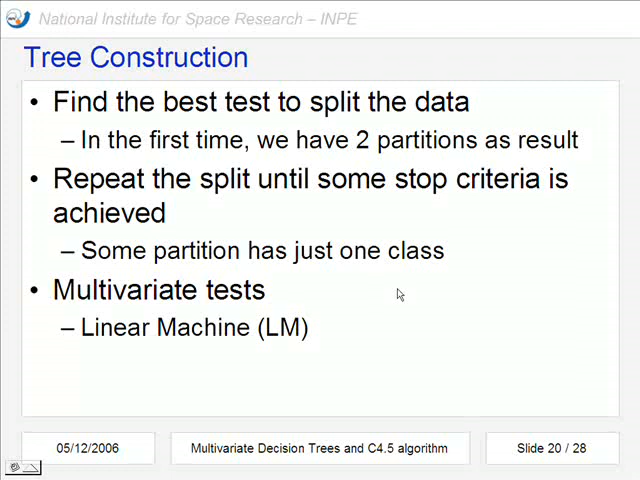 National Institute for Space Research – INPE
Tree Construction
• Find the best test to split the data
– In the first time, we have 2 partitions as result
• Repeat the split until some stop criteria is
achieved
– Some partition has just one class
• Multivariate tests
– Linear Machine (LM)
05/12/2006
Multivariate Decision Trees and C4.5 algorithm
Slide 20 / 28